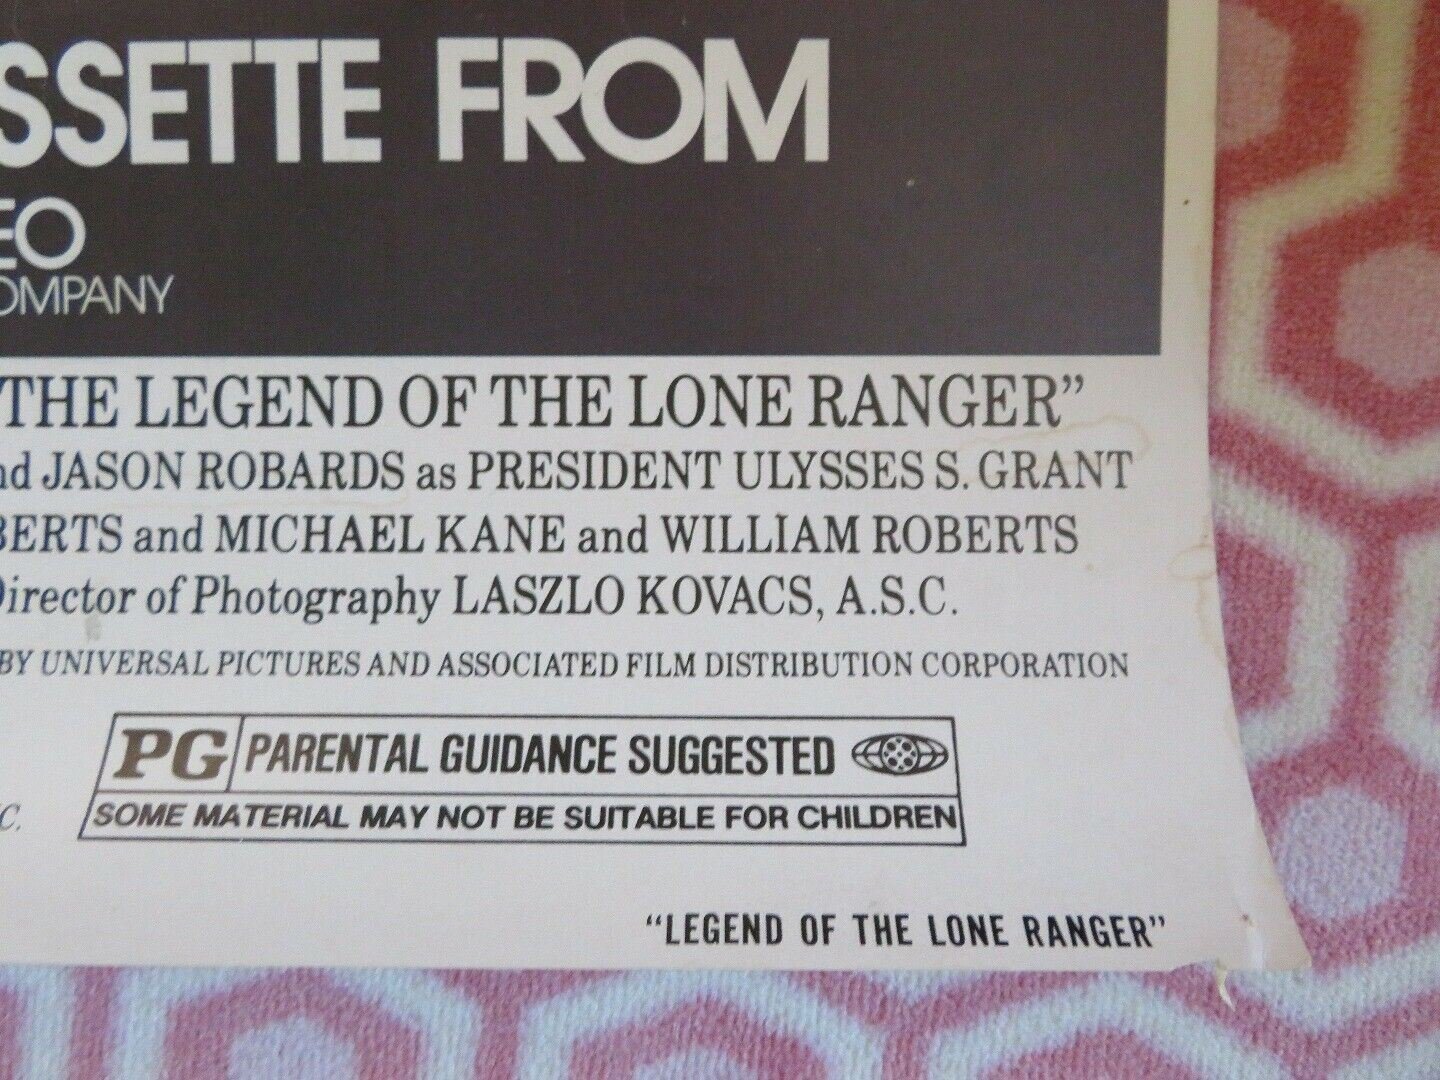 SSETTE FROM
EO
OMPANY
"THE LEGEND OF THE LONE RANGER"
nd JASON ROBARDS as PRESIDENT ULYSSES S. GRANT
BERTS and MICHAEL KANE and WILLIAM ROBERTS
Director of Photography LASZLO KOVACS, A.S.C.
BY UNIVERSAL PICTURES AND ASSOCIATED FILM DISTRIBUTION CORPORATION
PG PARENTAL GUIDANCE SUGGESTED
SOME MATERIAL MAY NOT BE SUITABLE FOR CHILDREN
C.
"LEGEND OF THE LONE RANGER"